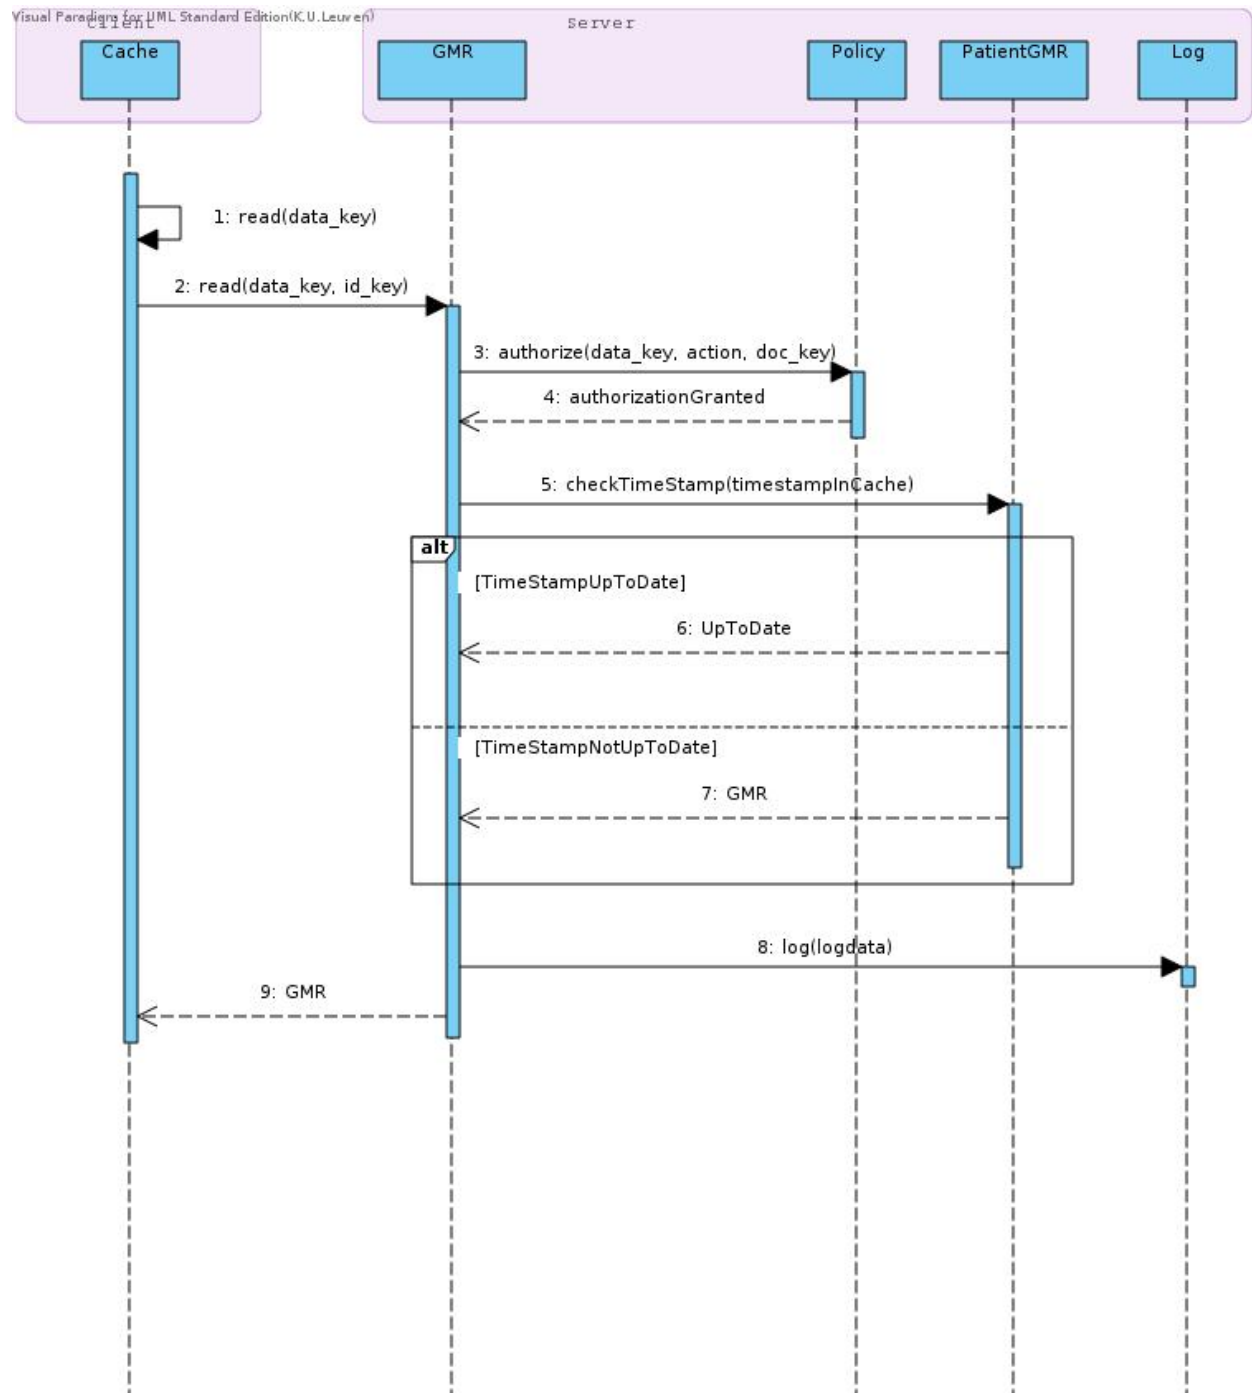 Visual Paradigm for UML Standard Edition(K.U.Leuven)
Client
Server
Cache
GMR
Policy
PatientGMR
Log
1: read(data_key)
2: read(data_key, id_key)
3: authorize(data_key, action, doc_key)
4: authorizationGranted
5: checkTimeStamp(timestampInCache)
alt
[TimeStampUpToDate]
6: UpToDate
[TimeStampNotUpToDate]
7: GMR
8: log(logdata)
9: GMR